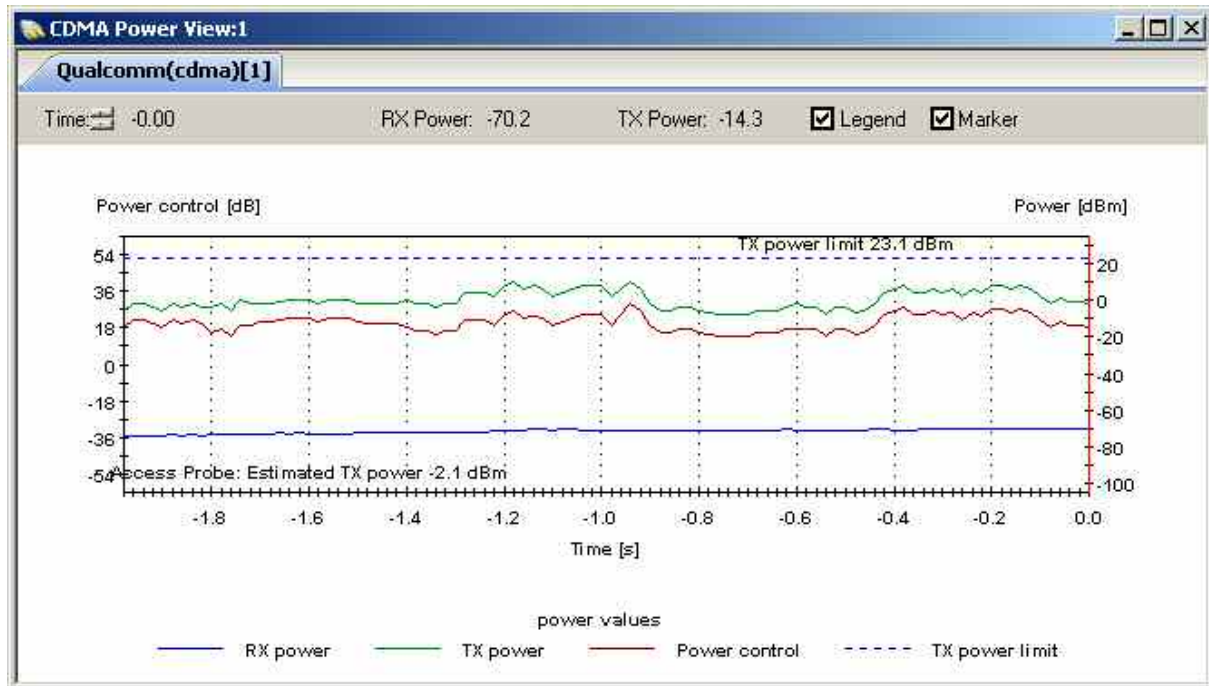 CDMA Power View:1
Qualcomm(cdma)[1]
Time: -0.00 RX Power: -70.2 TX Power: -14.3 Legend Marker
Power control [dB] Power [dBm]
TX power limit 23.1 dBm
54
36
18
0
-18
-36
-54
20
0
-20
-40
-60
-80
-100
Access Probe: Estimated TX power -2.1 dBm
-1.8 -1.6 -1.4 -1.2 -1.0 -0.8 -0.6 -0.4 -0.2 0.0
Time [s]
power values
RX power TX power Power control TX power limit